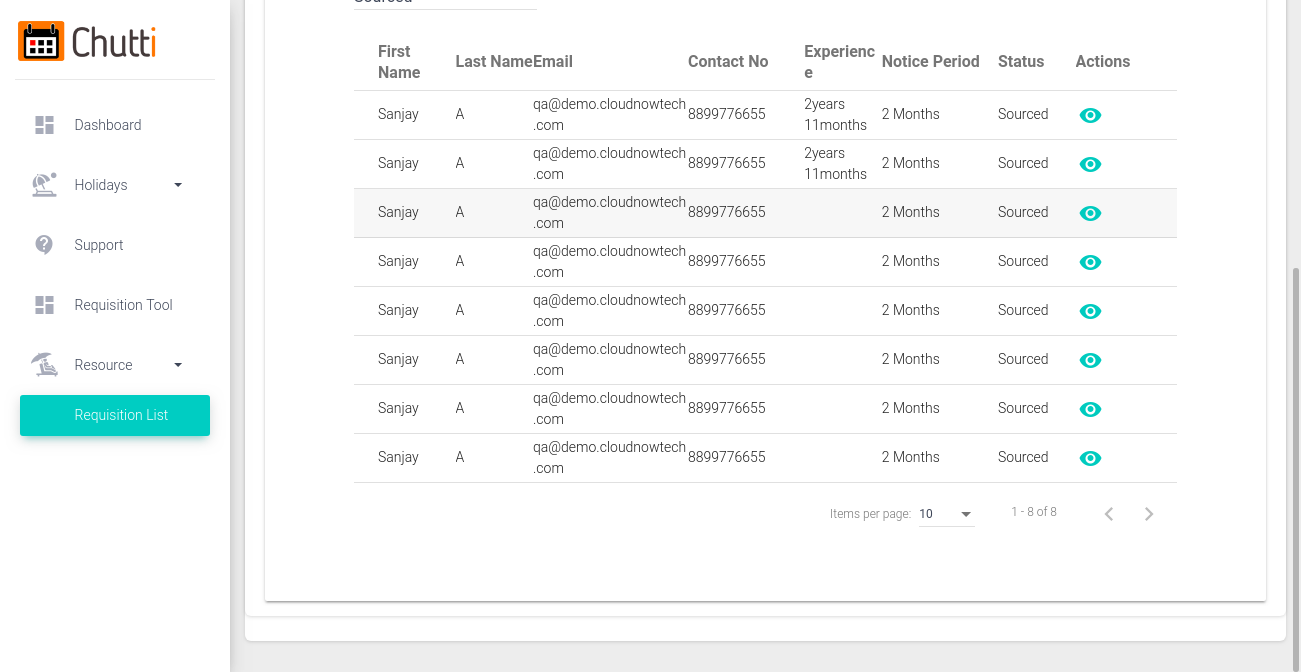 Sourced
Chutti
Dashboard
Holidays
Support
Requisition Tool
Resource
Requisition List
First Name Last Name Email Contact No Experience Notice Period Status Actions
Sanjay A qa@demo.cloudnowtech.com 8899776655 2years 11months 2 Months Sourced
Sanjay A qa@demo.cloudnowtech.com 8899776655 2years 11months 2 Months Sourced
Sanjay A qa@demo.cloudnowtech.com 8899776655 2 Months Sourced
Sanjay A qa@demo.cloudnowtech.com 8899776655 2 Months Sourced
Sanjay A qa@demo.cloudnowtech.com 8899776655 2 Months Sourced
Sanjay A qa@demo.cloudnowtech.com 8899776655 2 Months Sourced
Sanjay A qa@demo.cloudnowtech.com 8899776655 2 Months Sourced
Sanjay A qa@demo.cloudnowtech.com 8899776655 2 Months Sourced
Items per page: 10 1 - 8 of 8